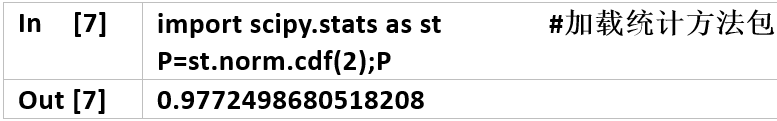 In [7] import scipy.stats as st #加载统计方法包
P=st.norm.cdf(2);P
Out [7] 0.9772498680518208